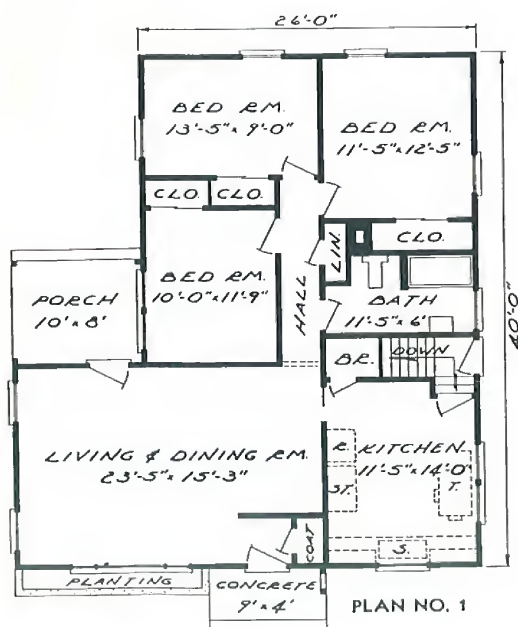 26'-0"
BED RM.
13'-5" x 9'-0"
BED RM.
11'-5" x 12'-5"
CLO.
CLO.
CLO.
LIN.
BED RM.
10'-0" x 11'-9"
HALL
PORCH
10' x 8'
BATH
11'-5" x 6'
40'-0"
BR.
DOWN
LIVING & DINING RM.
23'-5" x 15'-3"
R.
ST.
KITCHEN
11'-5" x 14'-0"
T.
S.
COAT
PLANTING
CONCRETE
9' x 4'
PLAN NO. 1